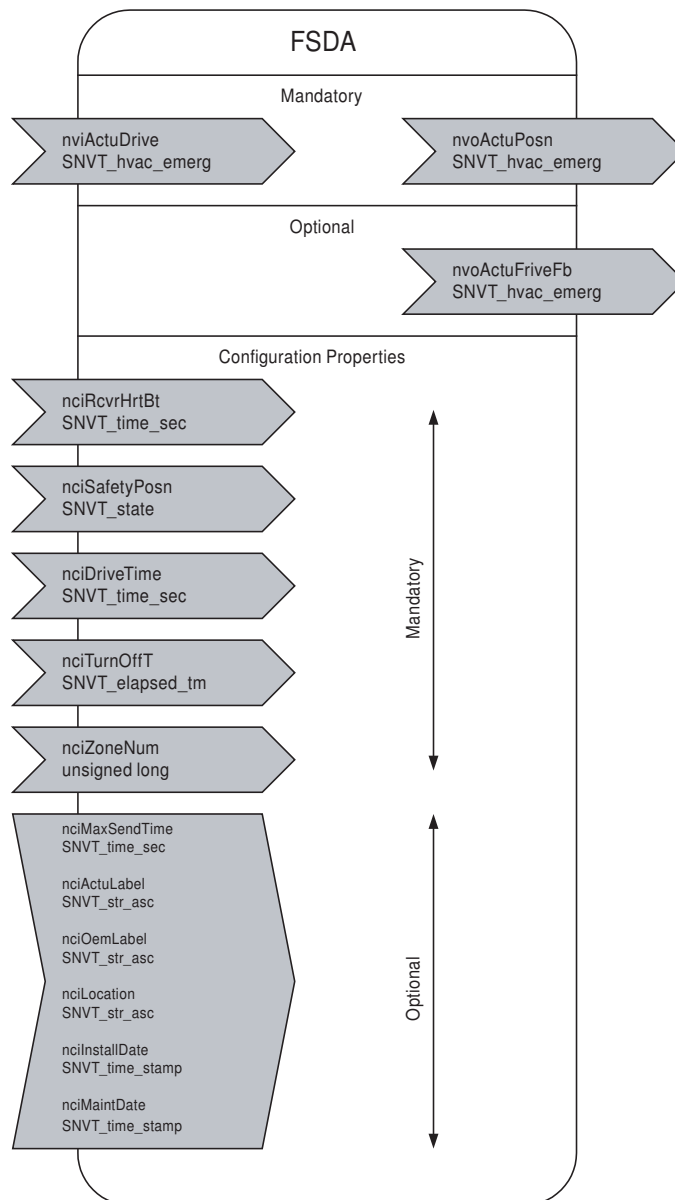 FSDA
Mandatory
nviActuDrive
SNVT_hvac_emerg
nvoActuPosn
SNVT_hvac_emerg
Optional
nvoActuFriveFb
SNVT_hvac_emerg
Configuration Properties
nciRcvrHrtBt
SNVT_time_sec
nciSafetyPosn
SNVT_state
nciDriveTime
SNVT_time_sec
nciTurnOffT
SNVT_elapsed_tm
nciZoneNum
unsigned long
Mandatory
nciMaxSendTime
SNVT_time_sec
nciActuLabel
SNVT_str_asc
nciOemLabel
SNVT_str_asc
nciLocation
SNVT_str_asc
nciInstallDate
SNVT_time_stamp
nciMaintDate
SNVT_time_stamp
Optional